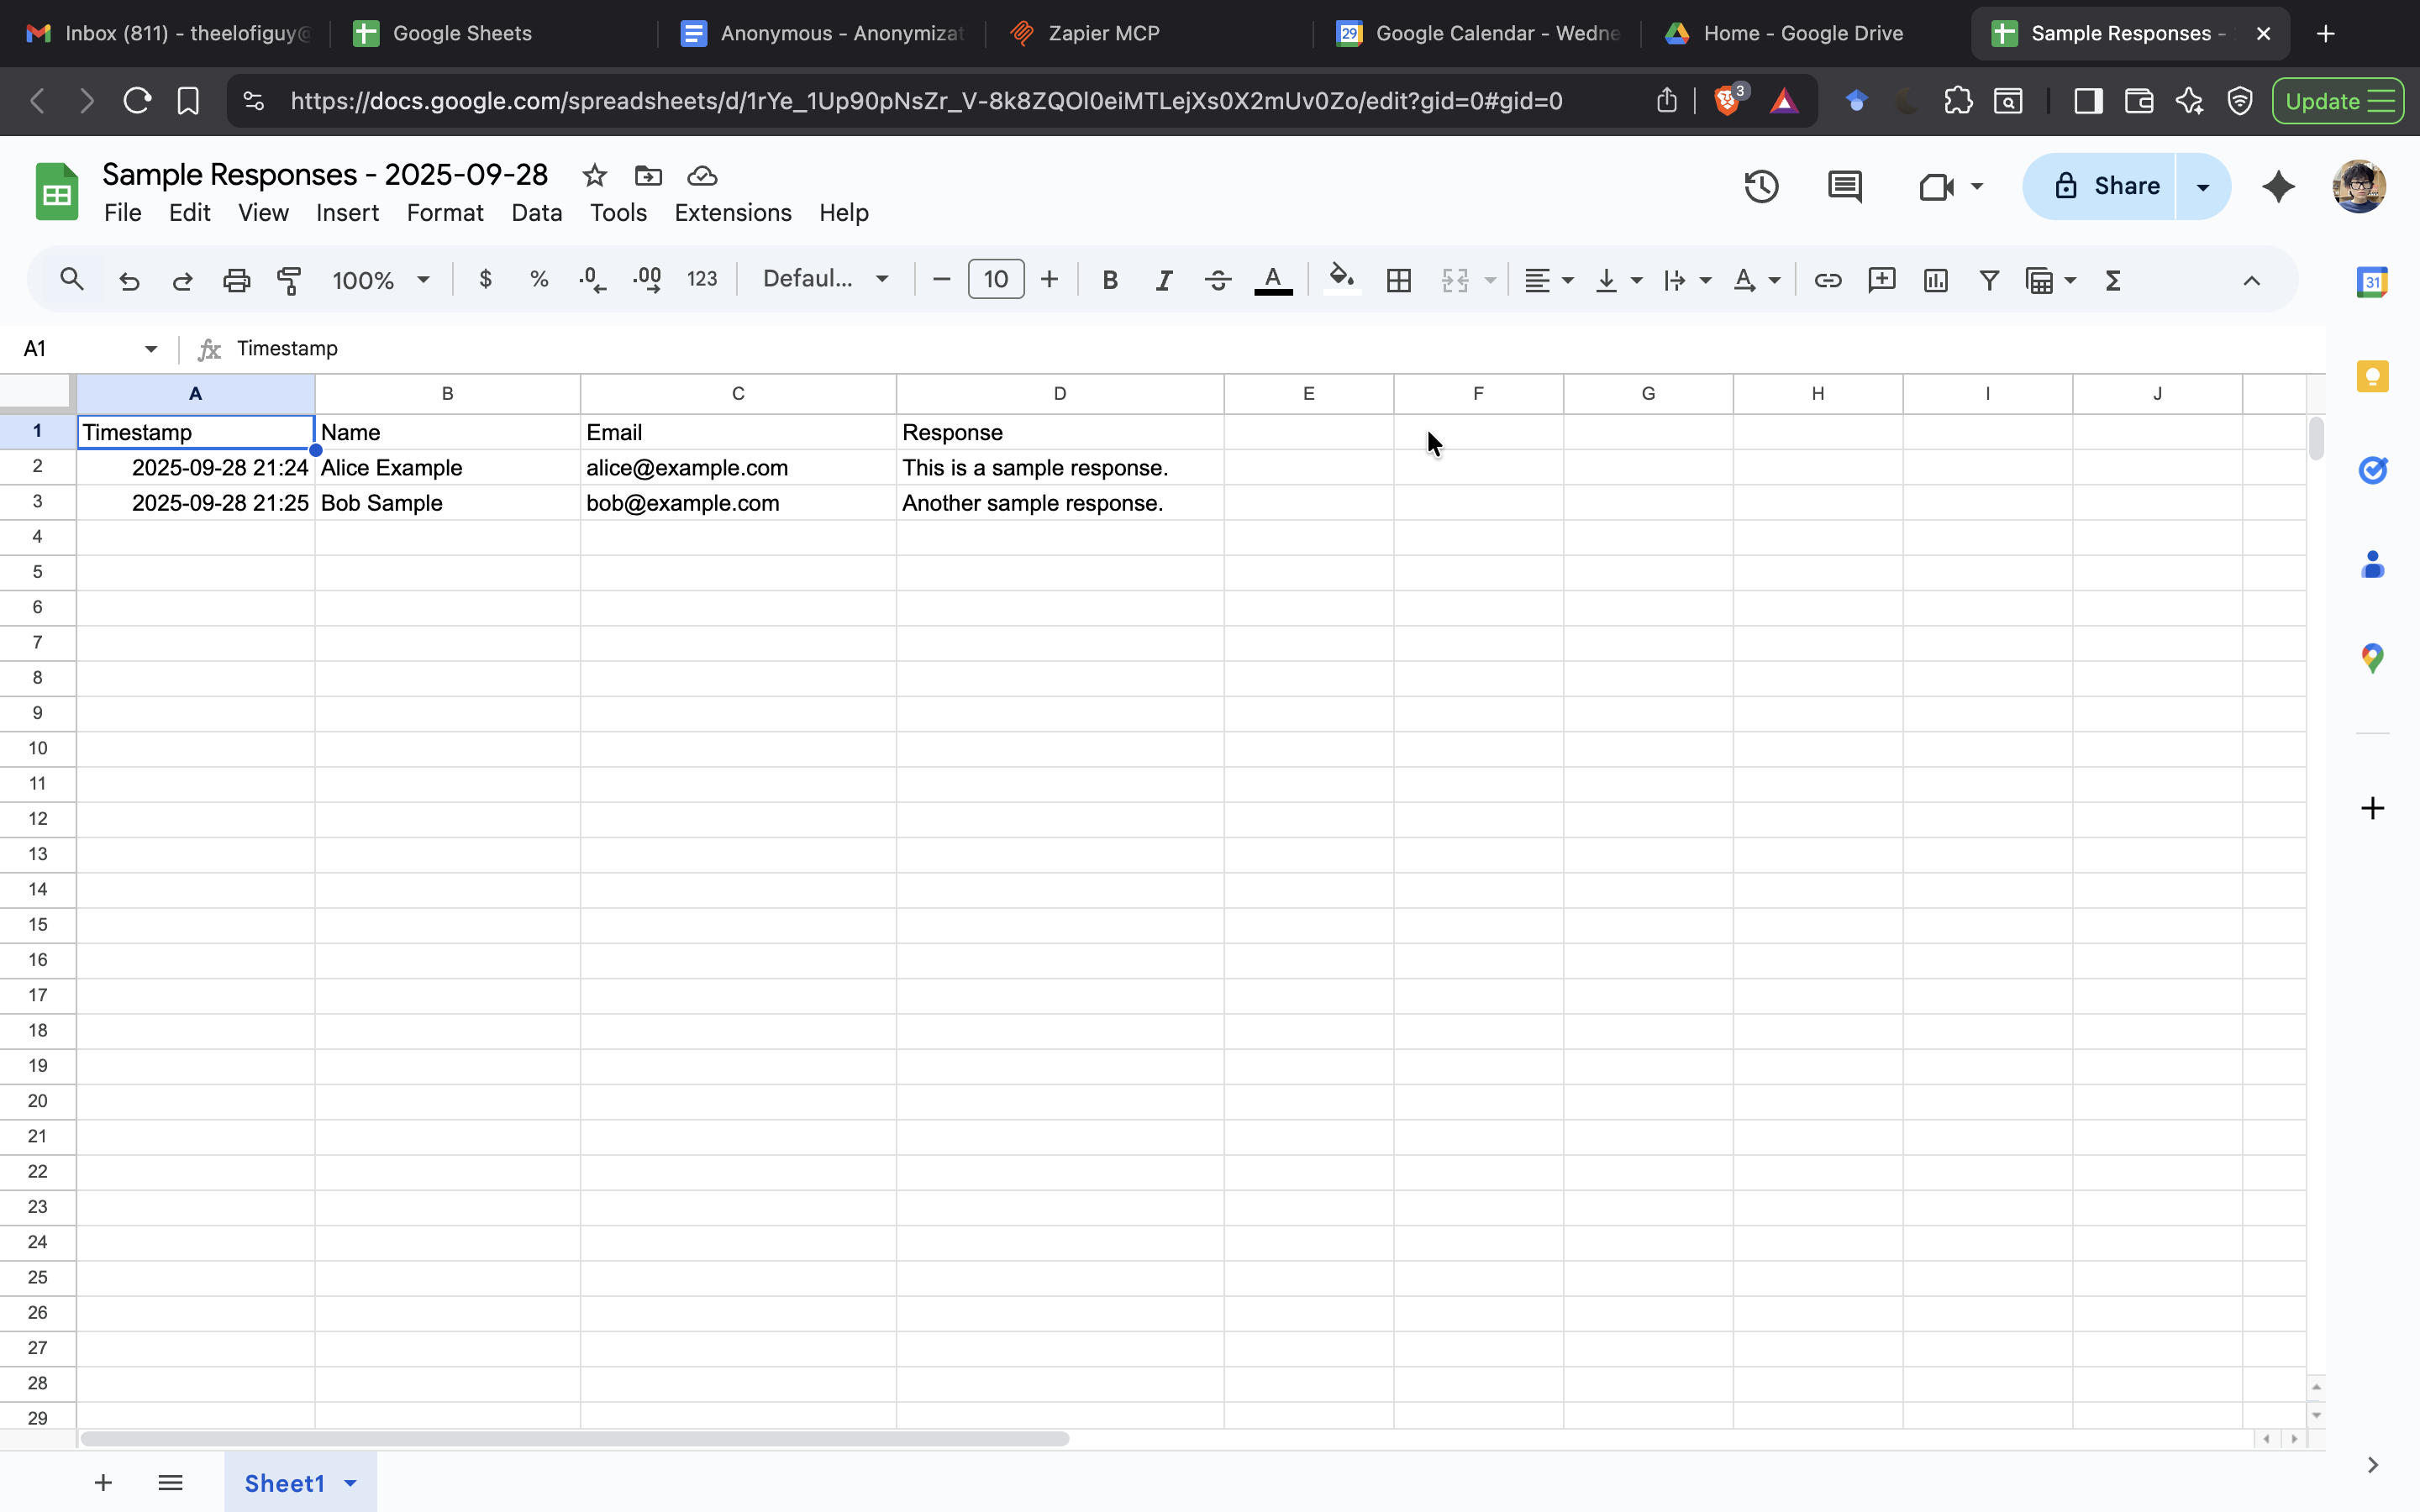 Inbox (811) - theelofiguy@
Google Sheets
Anonymous - Anonymizat
Zapier MCP
29
Google Calendar - Wedne
Home - Google Drive
Sample Responses -
https://docs.google.com/spreadsheets/d/1rYe_1Up90pNsZr_V-8k8ZQOl0eiMTLejXs0X2mUv0Zo/edit?gid=0#gid=0
3
Update
Sample Responses - 2025-09-28
Share
File Edit View Insert Format Data Tools Extensions Help
100% $ % .0 .00 123 Defaul... 10 B I S A A Σ
31
A1 fx Timestamp
A B C D E F G H I J
1 Timestamp Name Email Response
2 2025-09-28 21:24 Alice Example alice@example.com This is a sample response.
3 2025-09-28 21:25 Bob Sample bob@example.com Another sample response.
4
5
6
7
8
9
10
11
12
13
14
15
16
17
18
19
20
21
22
23
24
25
26
27
28
29
Sheet1